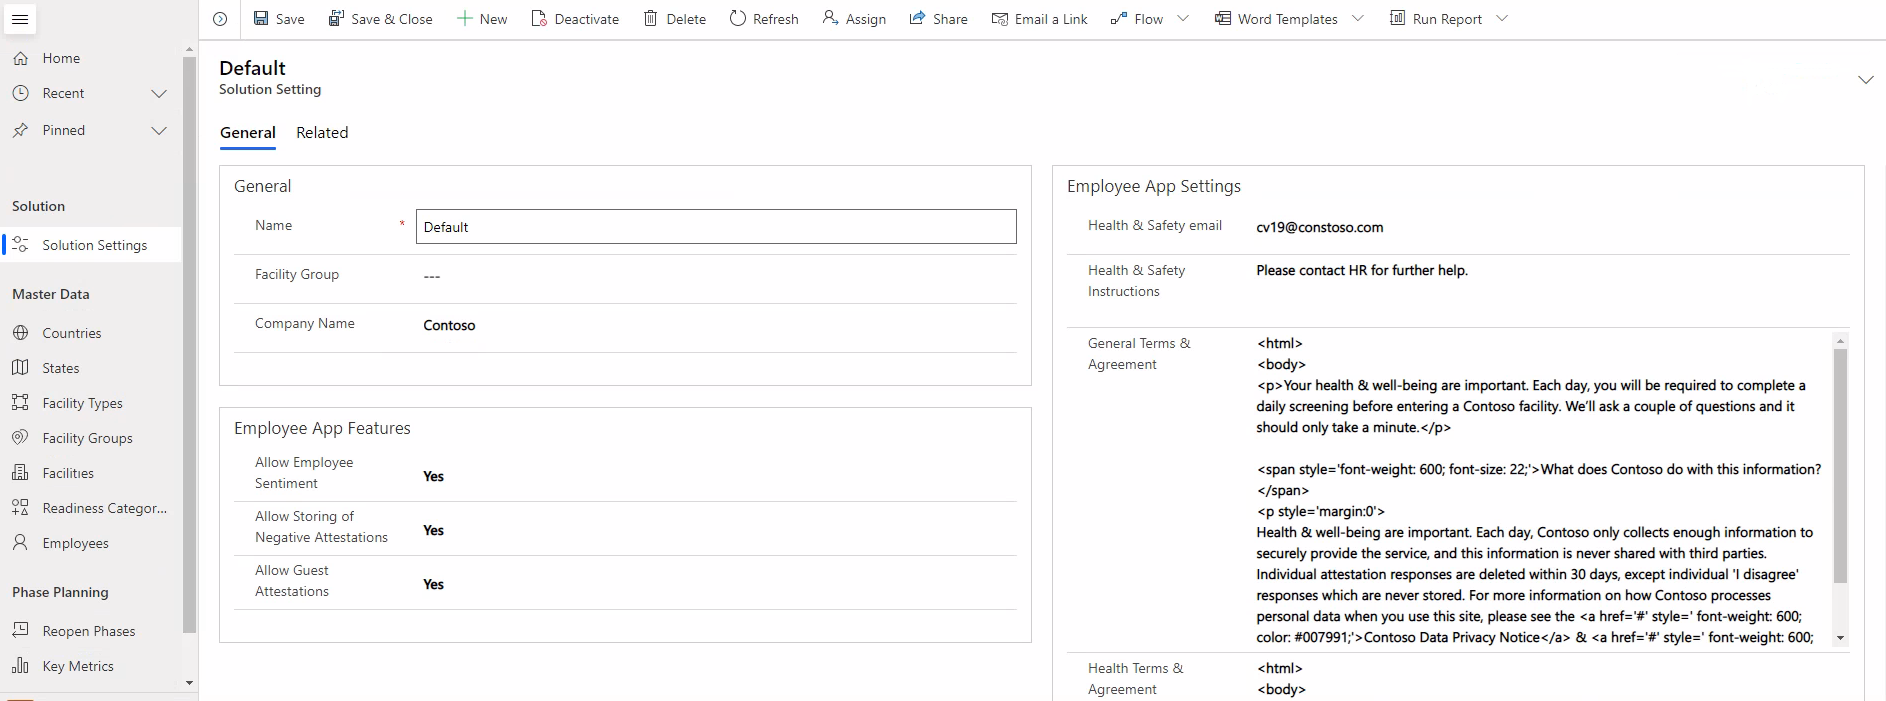 Save
Save & Close
New
Deactivate
Delete
Refresh
Assign
Share
Email a Link
Flow
Word Templates
Run Report
Home
Recent
Pinned
Solution
Solution Settings
Master Data
Countries
States
Facility Types
Facility Groups
Facilities
Readiness Categor...
Employees
Phase Planning
Reopen Phases
Key Metrics
Default
Solution Setting
General
Related
General
Name *
Default
Facility Group
---
Company Name
Contoso
Employee App Features
Allow Employee
Sentiment
Yes
Allow Storing of
Negative Attestations
Yes
Allow Guest
Attestations
Yes
Employee App Settings
Health & Safety email
cv19@constoso.com
Health & Safety
Instructions
Please contact HR for further help.
General Terms &
Agreement
<html>
<body>
<p>Your health & well-being are important. Each day, you will be required to complete a
daily screening before entering a Contoso facility. We'll ask a couple of questions and it
should only take a minute.</p>
<span style='font-weight: 600; font-size: 22;'>What does Contoso do with this information?
</span>
<p style='margin:0'>
Health & well-being are important. Each day, Contoso only collects enough information to
securely provide the service, and this information is never shared with third parties.
Individual attestation responses are deleted within 30 days, except individual 'I disagree'
responses which are never stored. For more information on how Contoso processes
personal data when you use this site, please see the <a href='#' style=' font-weight: 600;
color: #007991;'>Contoso Data Privacy Notice</a> & <a href='#' style=' font-weight: 600;
Health Terms &
Agreement
<html>
<body>